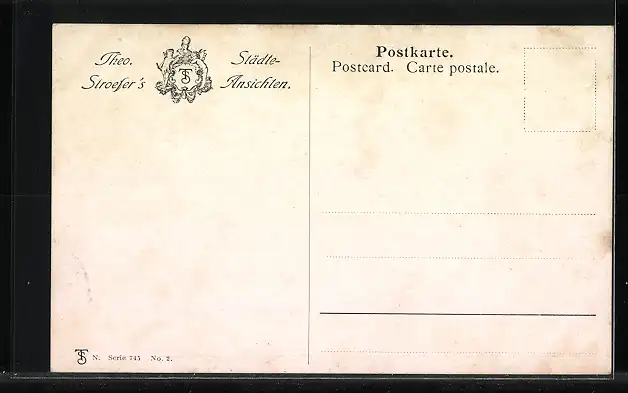 Theo. Städte-
Stroefer's Ansichten.
TS
Postkarte.
Postcard. Carte postale.
TS N. Serie 745 No. 2.